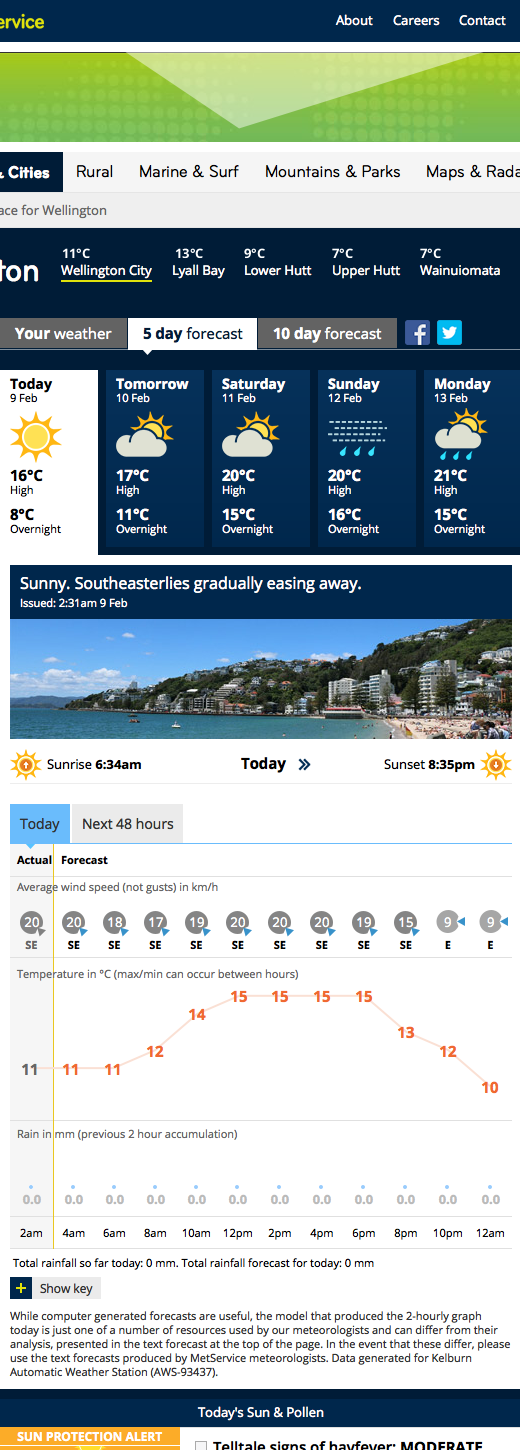 ervice
About Careers Contact
& Cities Rural Marine & Surf Mountains & Parks Maps & Rada
ace for Wellington
ton
11°C 13°C 9°C 7°C 7°C
Wellington City Lyall Bay Lower Hutt Upper Hutt Wainuiomata
Your weather 5 day forecast 10 day forecast
Today Tomorrow Saturday Sunday Monday
9 Feb 10 Feb 11 Feb 12 Feb 13 Feb
16°C 17°C 20°C 20°C 21°C
High High High High High
8°C 11°C 15°C 16°C 15°C
Overnight Overnight Overnight Overnight Overnight
Sunny. Southeasterlies gradually easing away.
Issued: 2:31am 9 Feb
Sunrise 6:34am Today » Sunset 8:35pm
Today Next 48 hours
Actual Forecast
Average wind speed (not gusts) in km/h
20 20 18 17 19 20 20 20 19 15 9 9
SE SE SE SE SE SE SE SE SE SE E E
Temperature in °C (max/min can occur between hours)
11 11 11 12 14 15 15 15 15 13 12 10
Rain in mm (previous 2 hour accumulation)
0.0 0.0 0.0 0.0 0.0 0.0 0.0 0.0 0.0 0.0 0.0 0.0
2am 4am 6am 8am 10am 12pm 2pm 4pm 6pm 8pm 10pm 12am
Total rainfall so far today: 0 mm. Total rainfall forecast for today: 0 mm
+ Show key
While computer generated forecasts are useful, the model that produced the 2-hourly graph
today is just one of a number of resources used by our meteorologists and can differ from their
analysis, presented in the text forecast at the top of the page. In the event that these differ, please
use the text forecasts produced by MetService meteorologists. Data generated for Kelburn
Automatic Weather Station (AWS-93437).
Today's Sun & Pollen
SUN PROTECTION ALERT
Telltale signs of hayfever: MODERATE